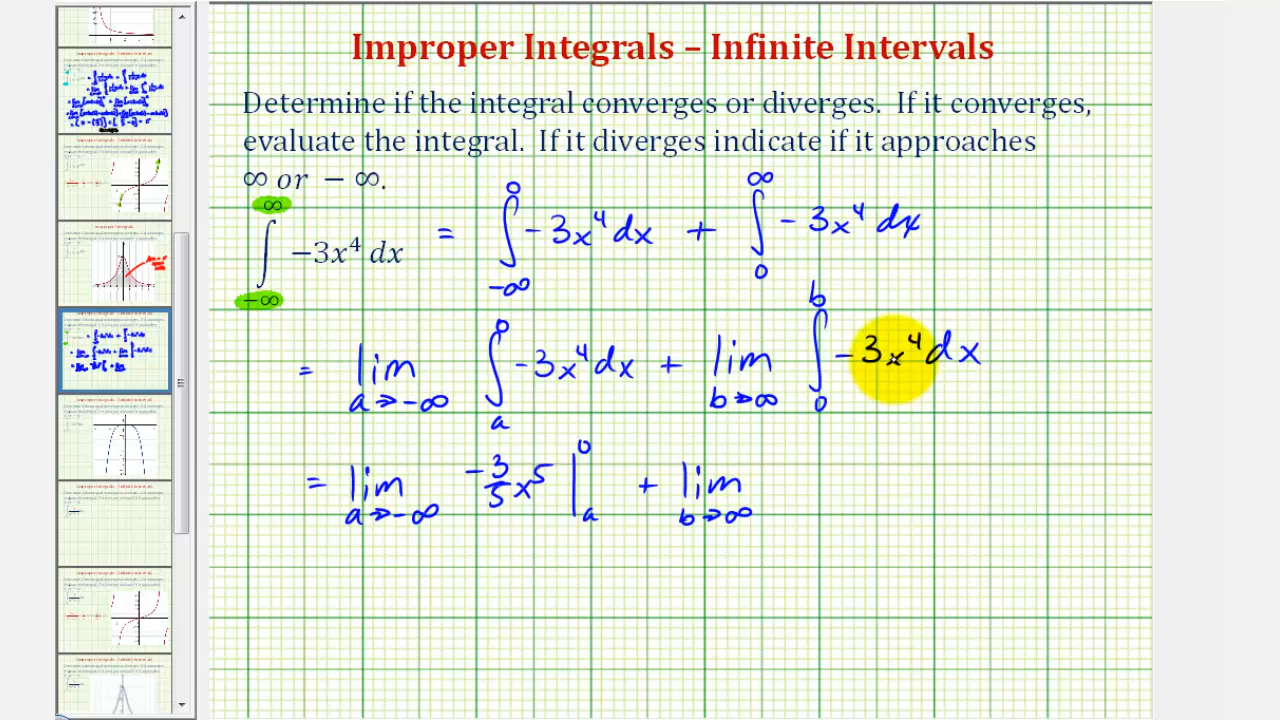 Improper Integrals – Infinite Intervals
Determine if the integral converges or diverges. If it converges,
evaluate the integral. If it diverges indicate if it approaches
∞ or − ∞.
∫_{−∞}^{∞} −3x⁴ dx = ∫_{-∞}^{0} -3x⁴ dx + ∫_{0}^{∞} -3x⁴ dx
= lim_{a→-∞} ∫_{a}^{0} -3x⁴ dx + lim_{b→∞} ∫_{0}^{b} -3x⁴ dx
= lim_{a→-∞} -3/5 x⁵ |_{a}^{0} + lim_{b→∞}